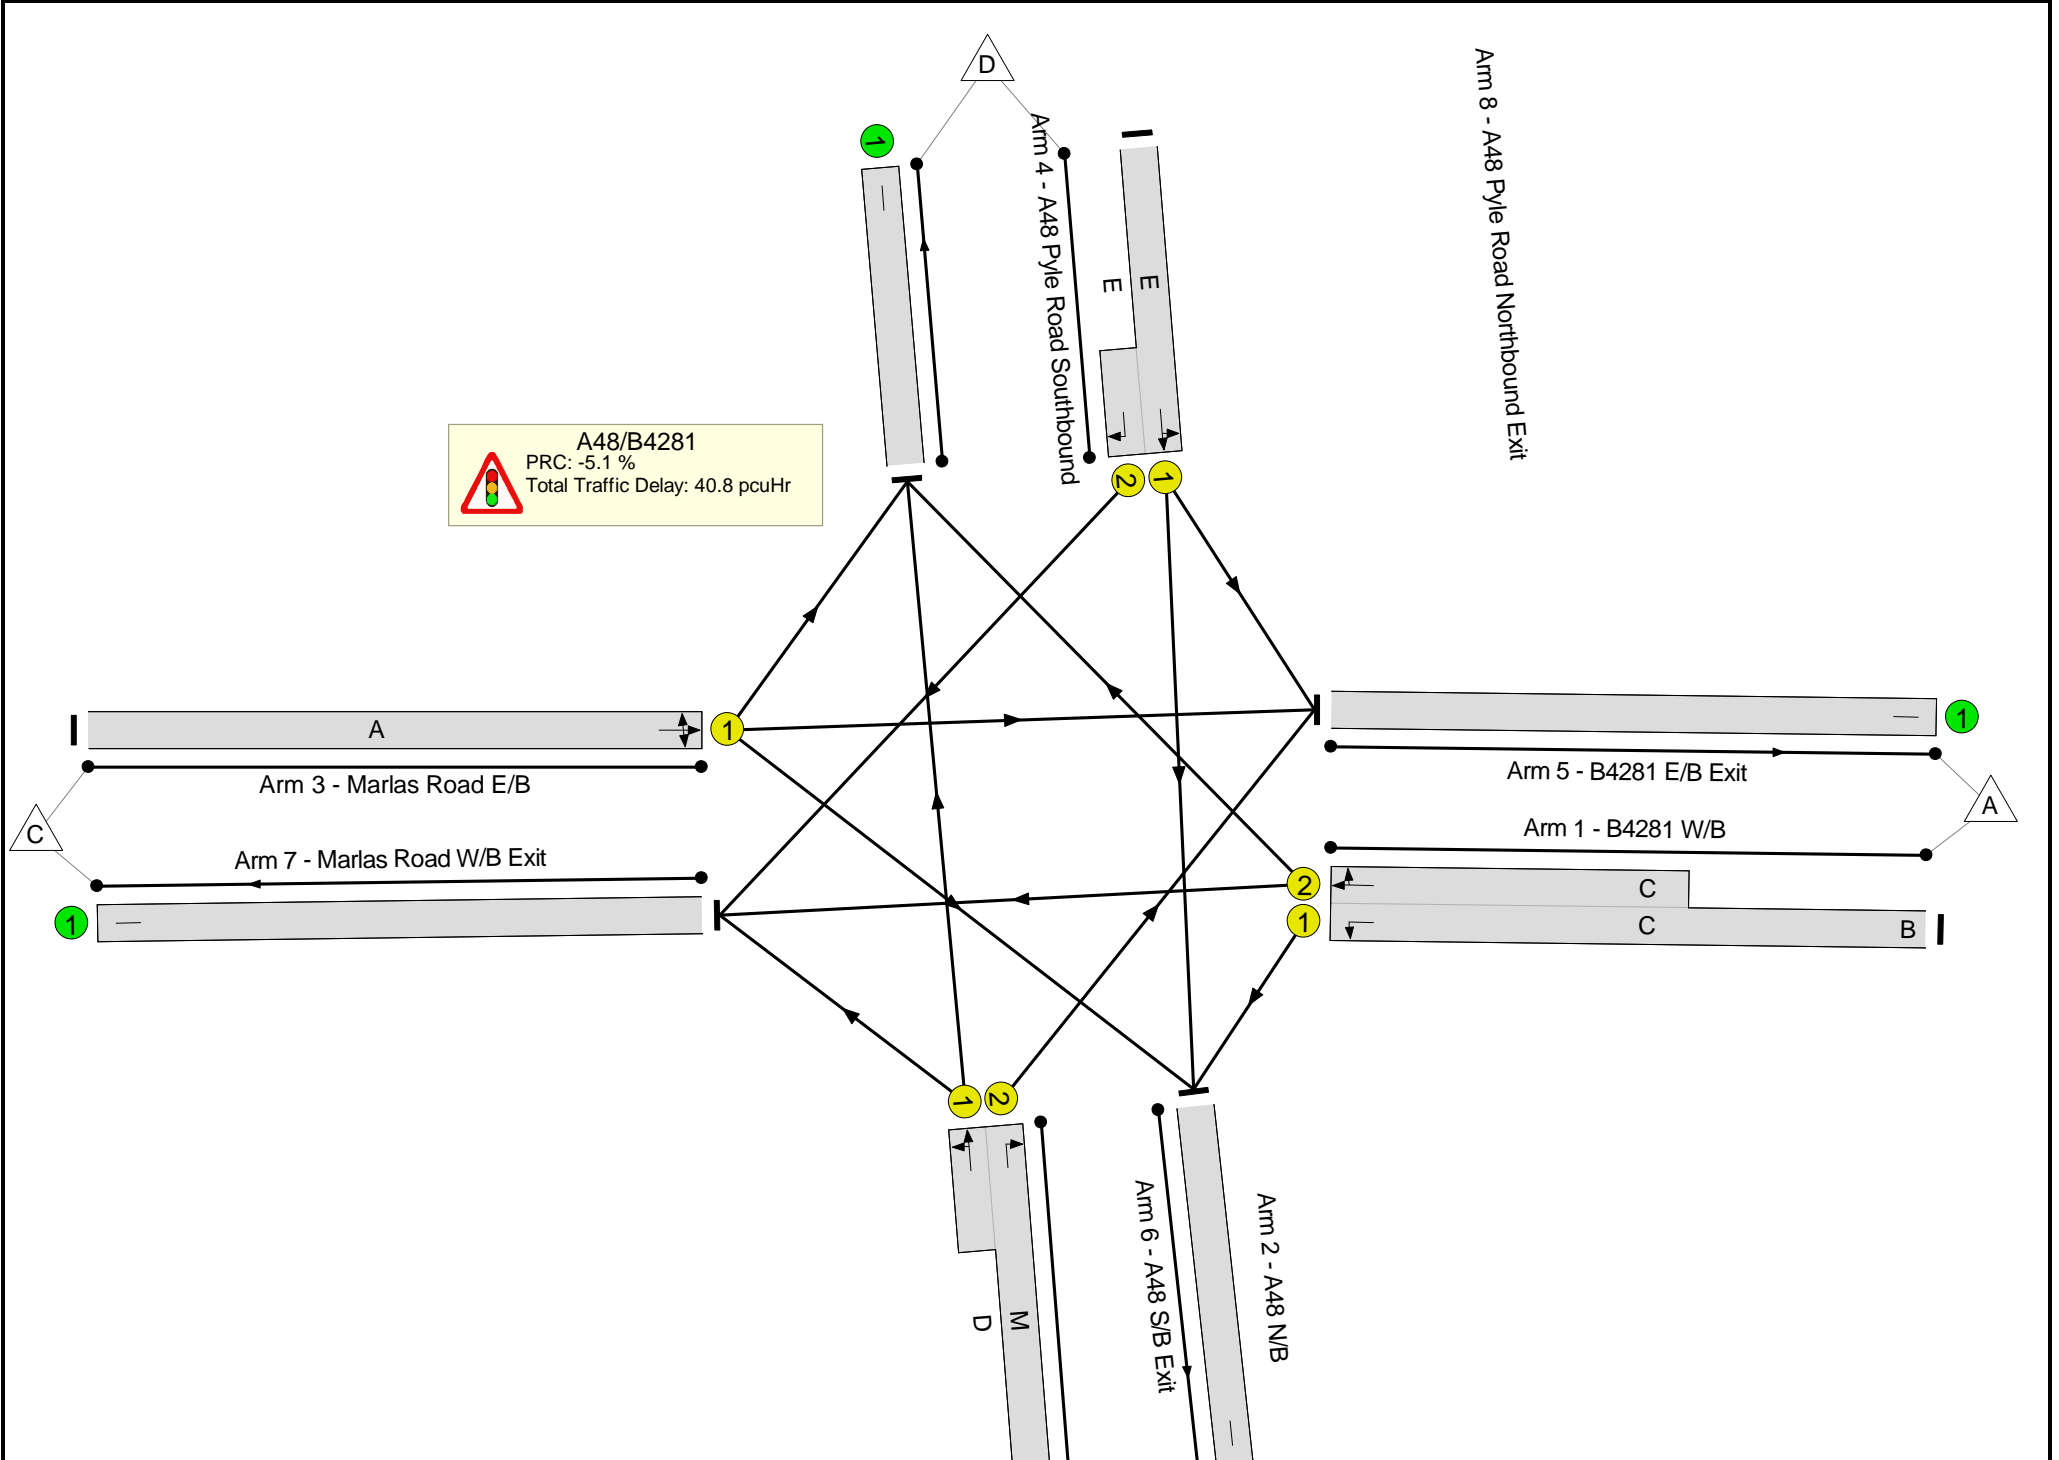 D
1
Arm 4 - A48 Pyle Road Southbound
E
E
Arm 8 - A48 Pyle Road Northbound Exit
A48/B4281
PRC: -5.1 %
Total Traffic Delay: 40.8 pcuHr
2
1
A
1
1
Arm 3 - Marlas Road E/B
Arm 5 - B4281 E/B Exit
C
A
Arm 7 - Marlas Road W/B Exit
Arm 1 - B4281 W/B
1
2
C
1
C
B
1
2
D
M
Arm 6 - A48 S/B Exit
Arm 2 - A48 N/B